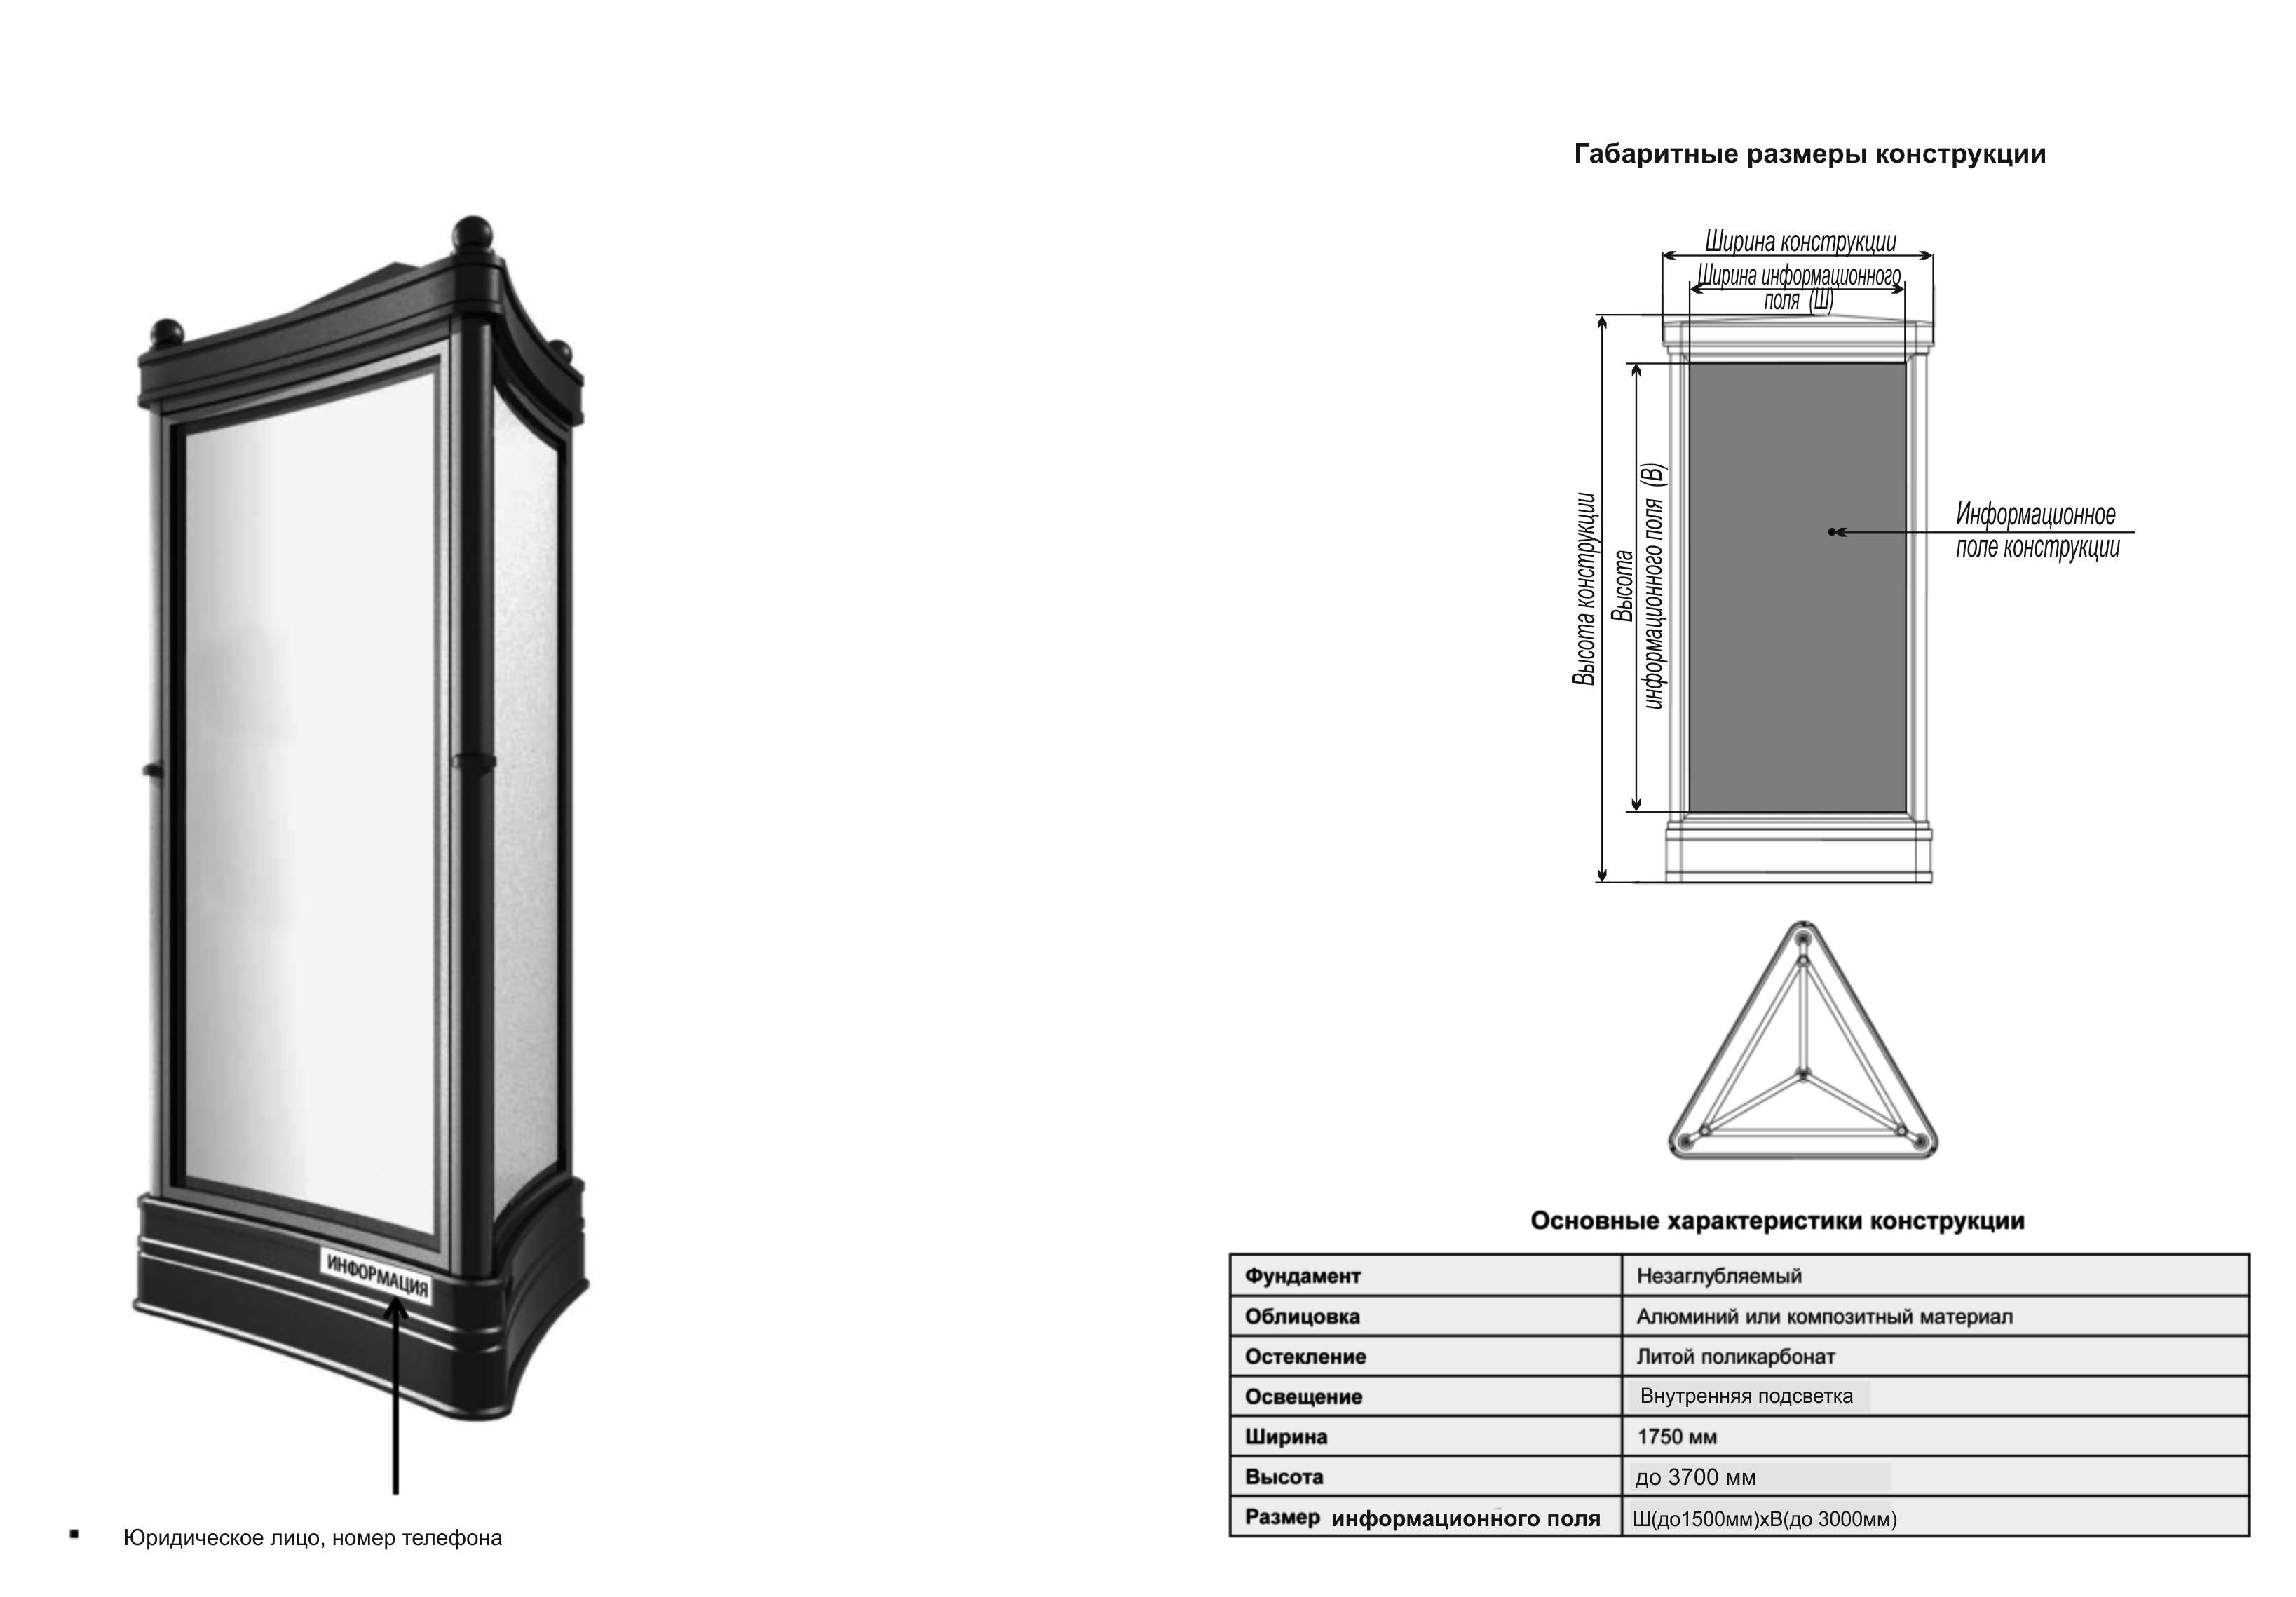 Габаритные размеры конструкции
Ширина конструкции
Ширина информационного
поля (Ш)
Высота конструкции
Высота
информационного поля (В)
Информационное
поле конструкции
ИНФОРМАЦИЯ
Юридическое лицо, номер телефона
Основные характеристики конструкции
Фундамент Незаглубляемый
Облицовка Алюминий или композитный материал
Остекление Литой поликарбонат
Освещение Внутренняя подсветка
Ширина 1750 мм
Высота до 3700 мм
Размер информационного поля Ш(до1500мм)хВ(до 3000мм)